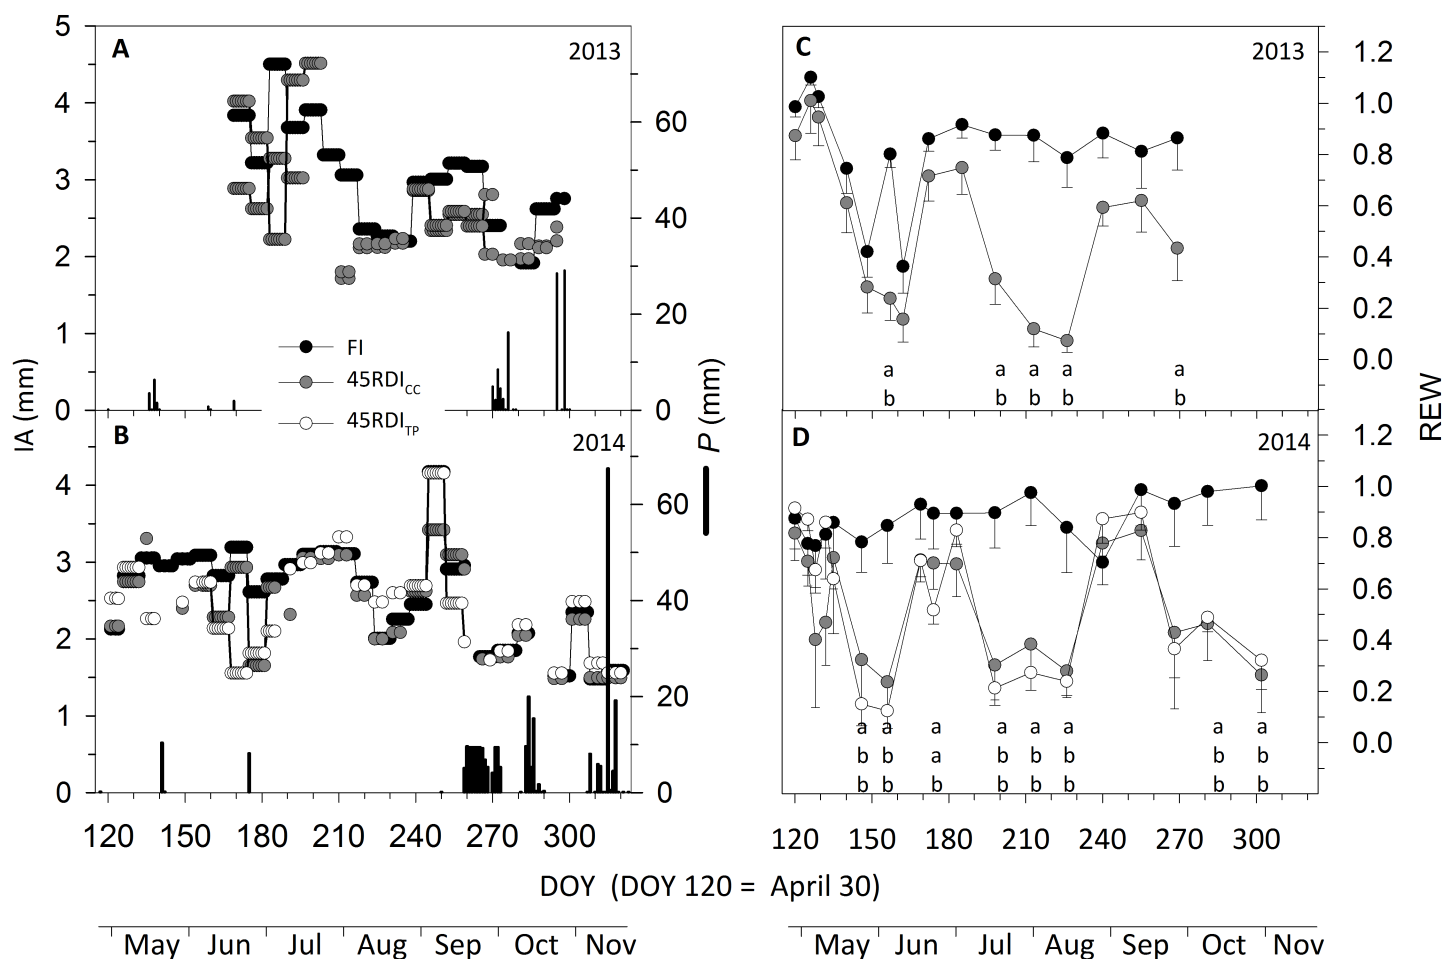 A
2013
5
4
3
2
1
0
60
40
20
0
FI
45RDI_CC
45RDI_TP
IA (mm)
P (mm)
B
2014
4
3
2
1
0
60
40
20
0
120 150 180 210 240 270 300
C
2013
1.2
1.0
0.8
0.6
0.4
0.2
0.0
a a a a a
b b b b b
REW
D
2014
1.2
1.0
0.8
0.6
0.4
0.2
0.0
a a a a a a a
b b a b b b b b
b b b b b b b b
120 150 180 210 240 270 300
DOY (DOY 120 = April 30)
May Jun Jul Aug Sep Oct Nov
May Jun Jul Aug Sep Oct Nov